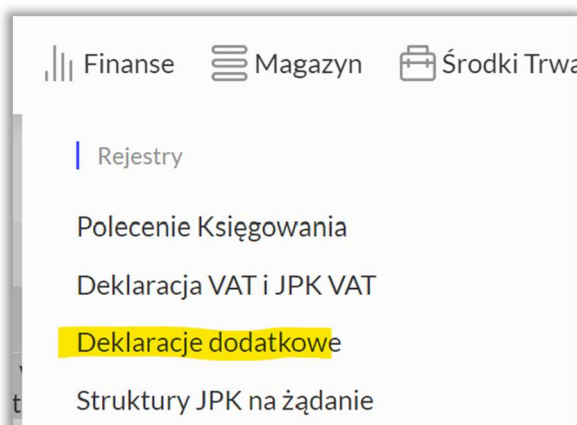 Finanse Magazyn Środki Trwa
Rejestry
Polecenie Księgowania
Deklaracja VAT i JPK VAT
Deklaracje dodatkowe
Struktury JPK na żądanie